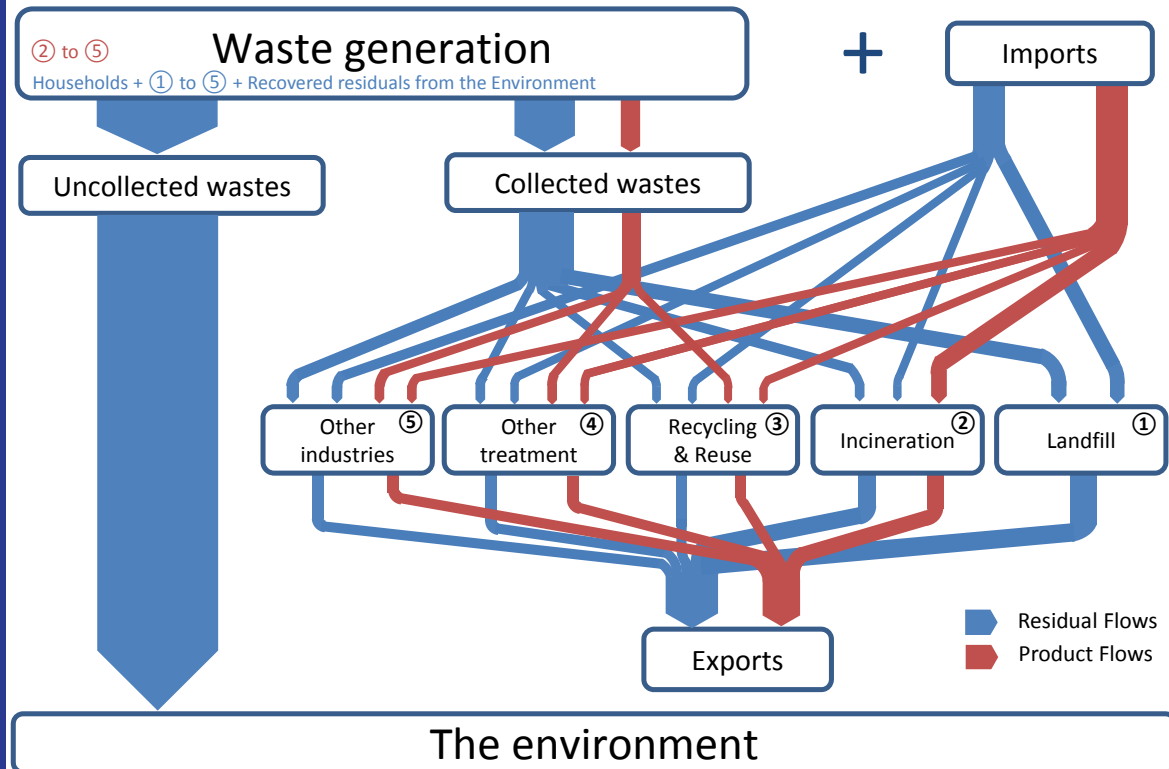 Waste generation
② to ⑤
Households + ① to ⑤ + Recovered residuals from the Environment
+
Imports
Uncollected wastes
Collected wastes
Other
industries
⑤
Other
treatment
④
Recycling
& Reuse
③
Incineration
②
Landfill
①
Exports
Residual Flows
Product Flows
The environment